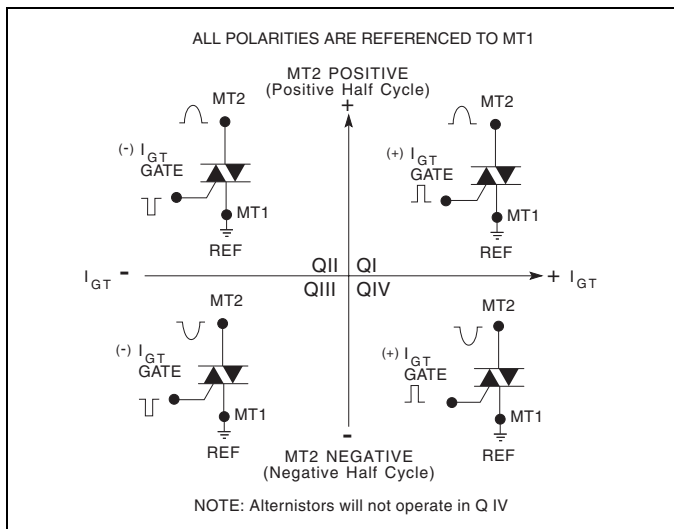 ALL POLARITIES ARE REFERENCED TO MT1
MT2 POSITIVE
(Positive Half Cycle)
+
MT2
(-) IGT
GATE
MT1
REF
MT2
(+) IGT
GATE
MT1
REF
IGT -
QII QI
QIII QIV
+ IGT
MT2
(-) IGT
GATE
MT1
REF
MT2
(+) IGT
GATE
MT1
REF
-
MT2 NEGATIVE
(Negative Half Cycle)
NOTE: Alternistors will not operate in Q IV